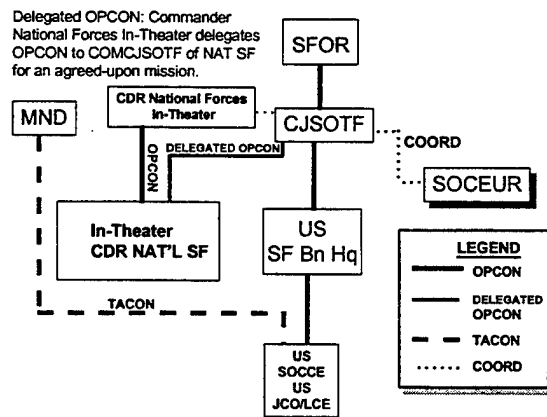 Delegated OPCON: Commander
National Forces In-Theater delegates
OPCON to COMCJSOTF of NAT SF
for an agreed-upon mission.
SFOR
MND
CDR National Forces
In-Theater
CJSOTF
COORD
OPCON
DELEGATED OPCON
SOCEUR
In-Theater
CDR NAT'L SF
US
SF Bn Hq
TACON
US
SOCCE
US
JCO/LCE
LEGEND
OPCON
DELEGATED
OPCON
TACON
COORD